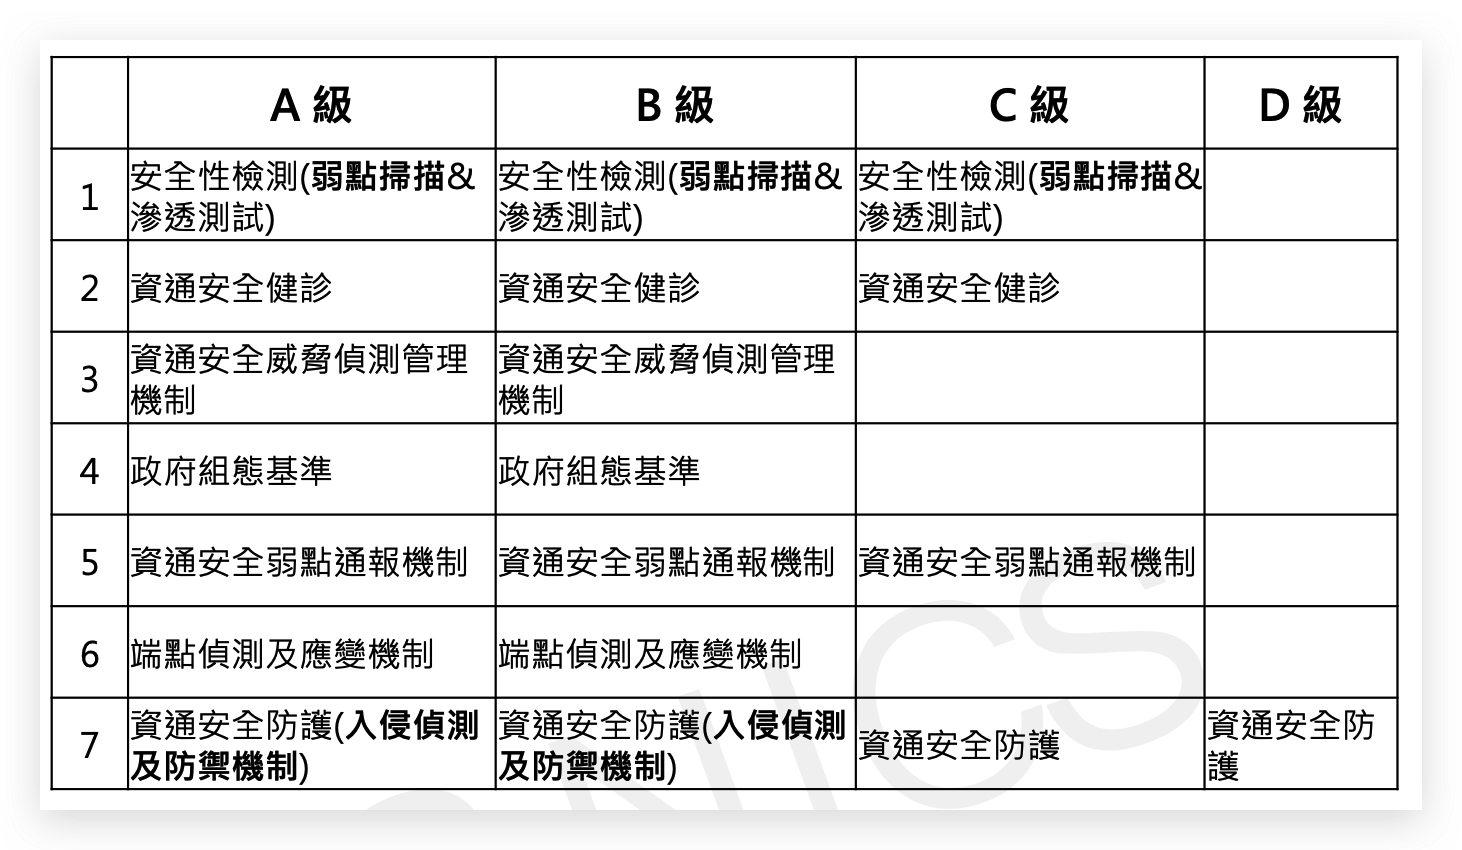 A 級 B 級 C 級 D 級
1 安全性檢測(弱點掃描& 安全性檢測(弱點掃描& 安全性檢測(弱點掃描&
滲透測試) 滲透測試) 滲透測試)
2 資通安全健診 資通安全健診 資通安全健診
3 資通安全威脅偵測管理 資通安全威脅偵測管理
機制 機制
4 政府組態基準 政府組態基準
5 資通安全弱點通報機制 資通安全弱點通報機制 資通安全弱點通報機制
6 端點偵測及應變機制 端點偵測及應變機制
7 資通安全防護(入侵偵測 資通安全防護(入侵偵測 資通安全防護 資通安全防
及防禦機制) 及防禦機制) 護
NICS